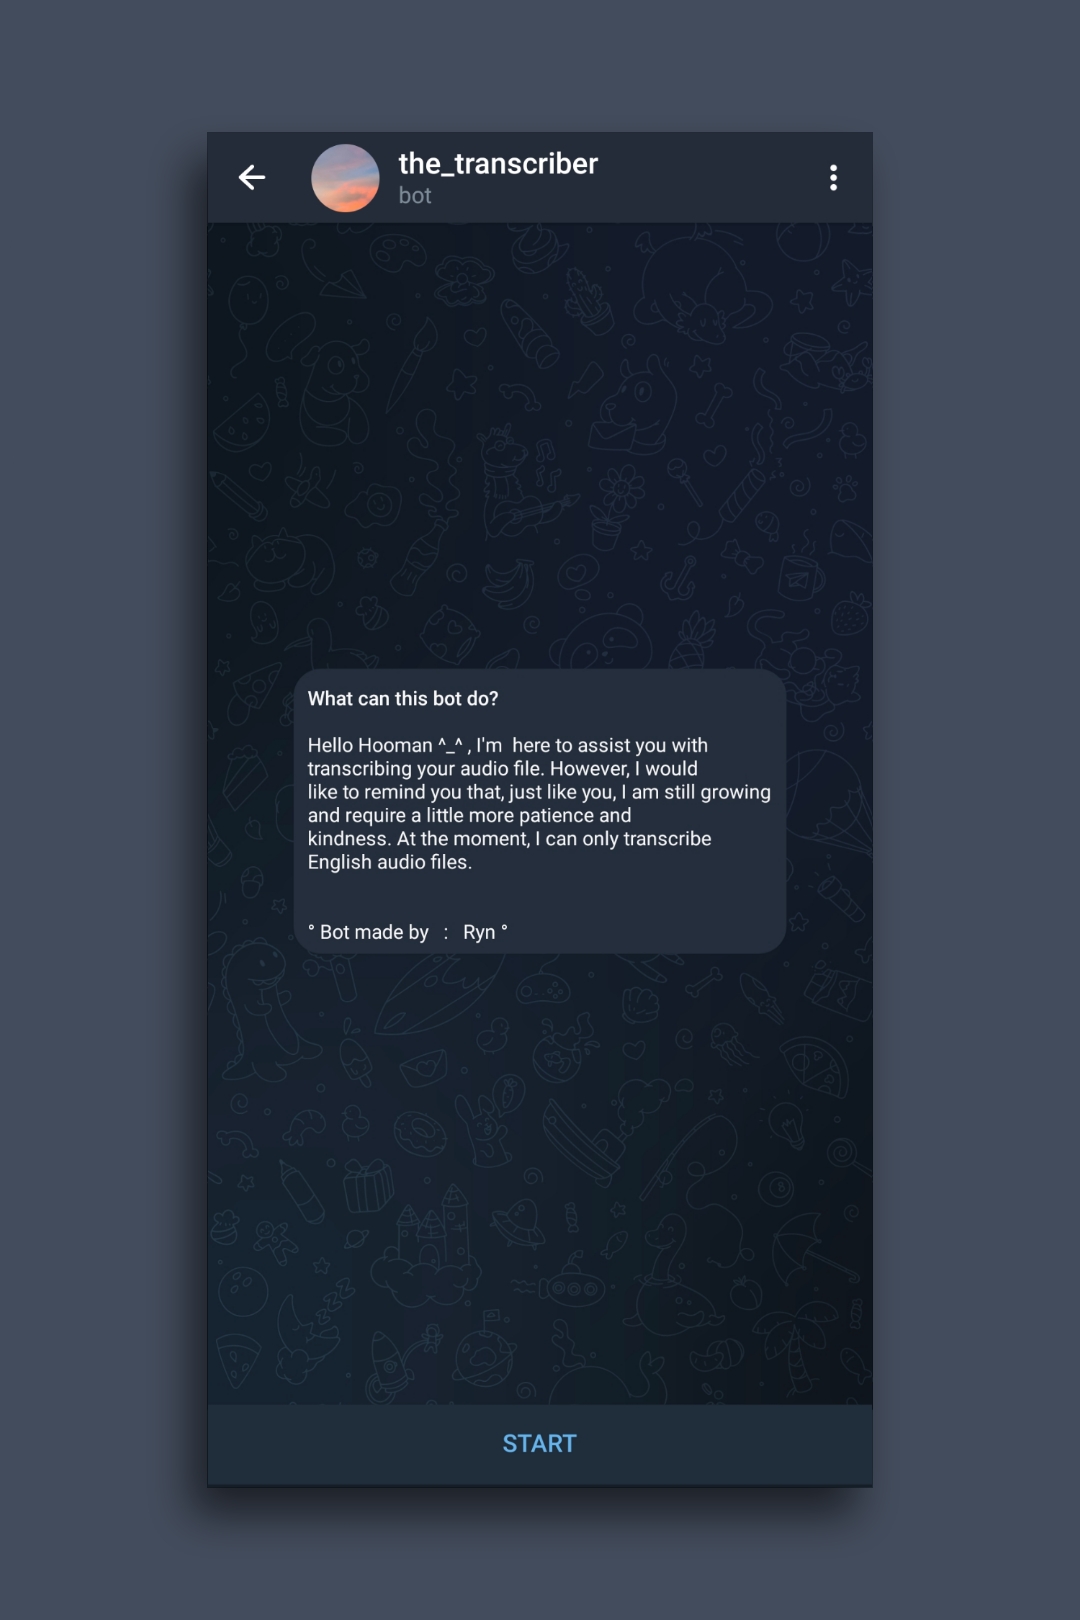 the_transcriber
bot
What can this bot do?
Hello Hooman ^_^ , I'm  here to assist you with
transcribing your audio file. However, I would
like to remind you that, just like you, I am still growing
and require a little more patience and
kindness. At the moment, I can only transcribe
English audio files.
° Bot made by   :   Ryn °
START